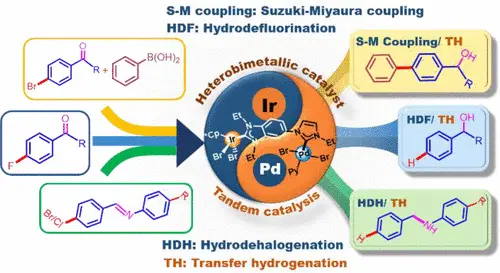 S-M coupling: Suzuki-Miyaura coupling
HDF: Hydrodefluorination
O
B(OH)₂
R
+
Br
Heterobimetallic catalyst
S-M Coupling/ TH
OH
R
O
R
F
Ir
Et
N
N
N
N
*Cp
Ir
Br
Br
Et
Et
Br
Pd
Br
Py
Pd
HDF/ TH
OH
R
H
R
N
Br/Cl
Tandem catalysis
HDH/ TH
R
NH
H
HDH: Hydrodehalogenation
TH: Transfer hydrogenation